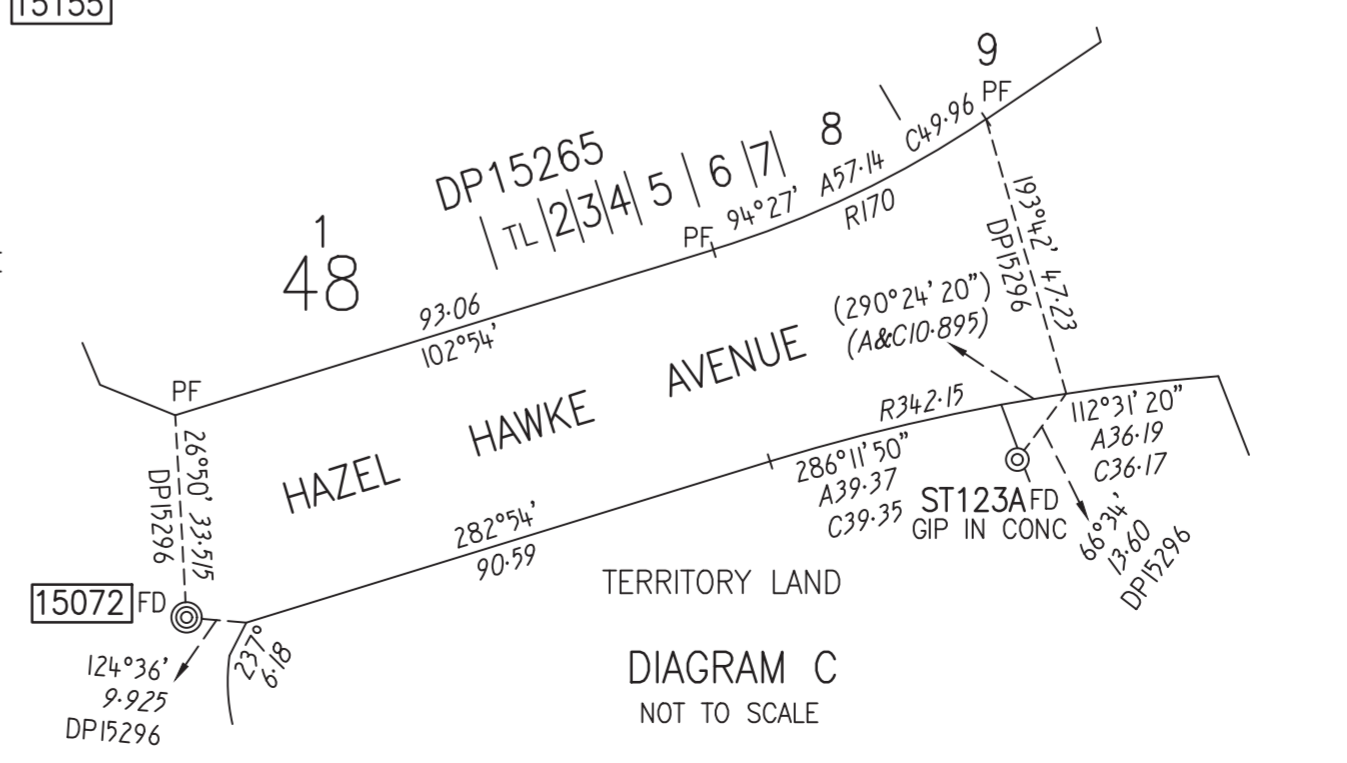 15155
9
PF
C49·96
8
A57·14
94°27'
R170
DP15265
TL 2 3 4 5 6 7
PF
1
48
93·06
102°54'
193°42' 47·23
DP15296
(290°24'20")
(A&C10·895)
HAZEL HAWKE AVENUE
PF
26°50' 33·515
DP15296
R342·15
112°31'20"
A36·19
C36·17
286°11'50"
A39·37
C39·35
ST123A FD
GIP IN CONC
66°34'
13·60
DP15296
282°54'
90·59
TERRITORY LAND
15072 FD
237°
6·18
124°36'
9·925
DP15296
DIAGRAM C
NOT TO SCALE